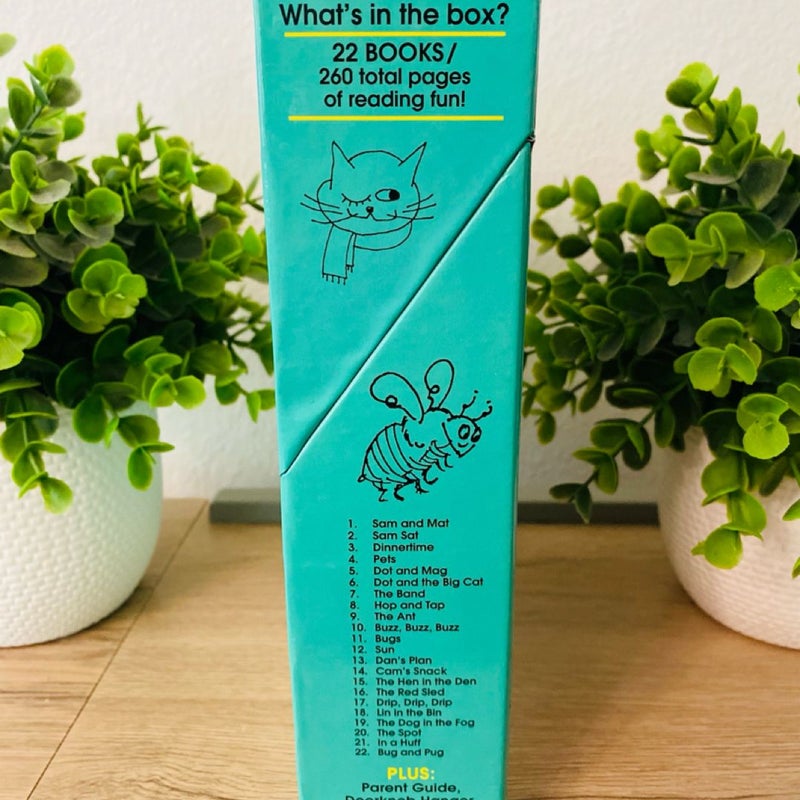 What's in the box?
22 BOOKS/
260 total pages
of reading fun!
1. Sam and Mat
2. Sam Sat
3. Dinnertime
4. Pets
5. Dot and Mag
6. Dot and the Big Cat
7. The Band
8. Hop and Tap
9. The Ant
10. Buzz, Buzz, Buzz
11. Bugs
12. Sun
13. Dan's Plan
14. Cam's Snack
15. The Hen in the Den
16. The Red Sled
17. Drip, Drip, Drip
18. Lin in the Bin
19. The Dog in the Fog
20. The Spot
21. In a Huff
22. Bug and Pug
PLUS:
Parent Guide,
Doorknob Hanger